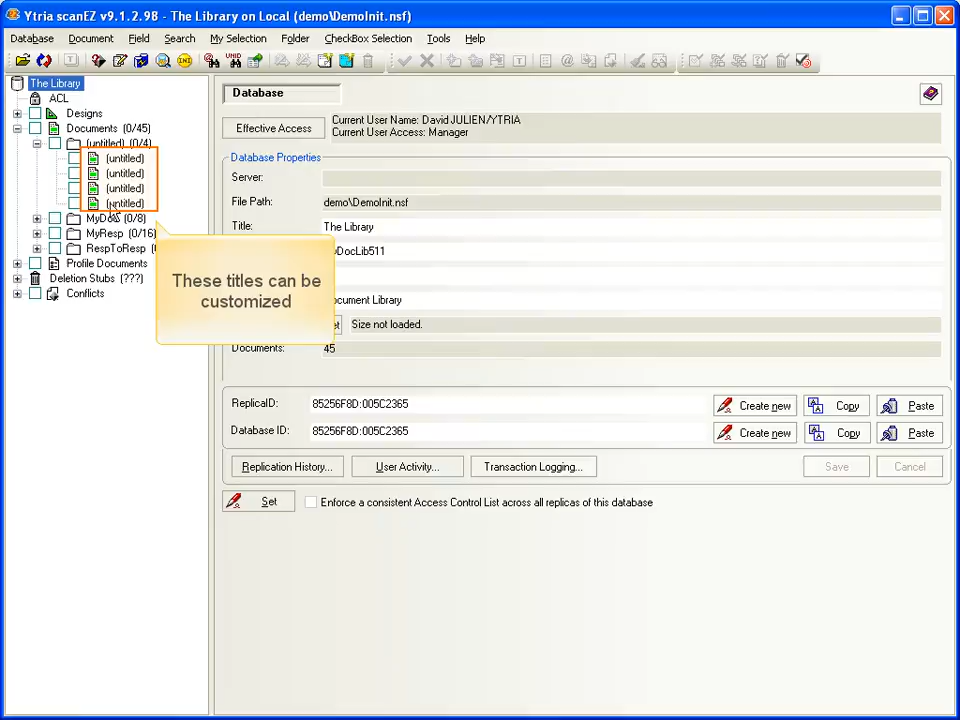 Ytria scanEZ v9.1.2.98 - The Library on Local (demo\DemoInit.nsf)
Database Document Field Search My Selection Folder CheckBox Selection Tools Help
The Library
ACL
Designs
Documents (0/45)
(untitled) (0/4)
(untitled)
(untitled)
(untitled)
(untitled)
MyDoc (0/8)
MyResp (0/16)
RespToResp
Profile Documents
Deletion Stubs (???)
Conflicts
These titles can be
customized
Database
Effective Access
Current User Name: David JULIEN/YTRIA
Current User Access: Manager
Database Properties
Server:
File Path: demo\DemoInit.nsf
Title: The Library
DocLib511
ocument Library
et Size not loaded.
Documents: 45
ReplicaID: 85256F8D:005C2365 Create new Copy Paste
Database ID: 85256F8D:005C2365 Create new Copy Paste
Replication History... User Activity... Transaction Logging... Save Cancel
Set Enforce a consistent Access Control List across all replicas of this database